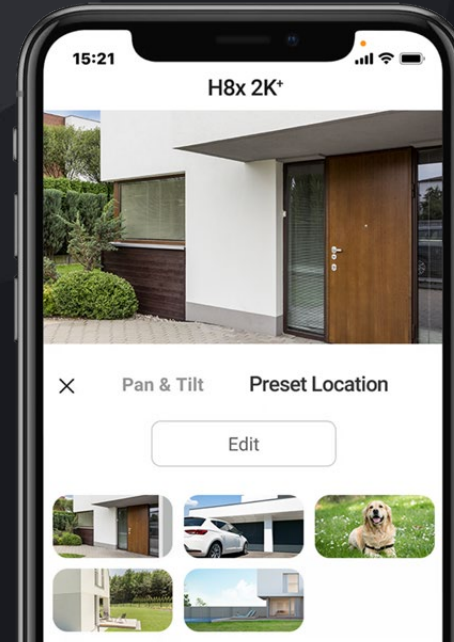 15:21
H8x 2K⁺
Pan & Tilt
Preset Location
Edit